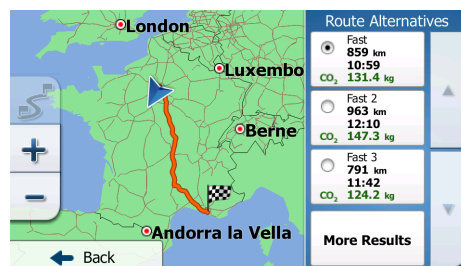 London
Luxembo
Berne
Andorra la Vella
+
−
Back
Route Alternatives
Fast
859 km
10:59
CO₂ 131.4 kg
Fast 2
963 km
12:10
CO₂ 147.3 kg
Fast 3
791 km
11:42
CO₂ 124.2 kg
More Results